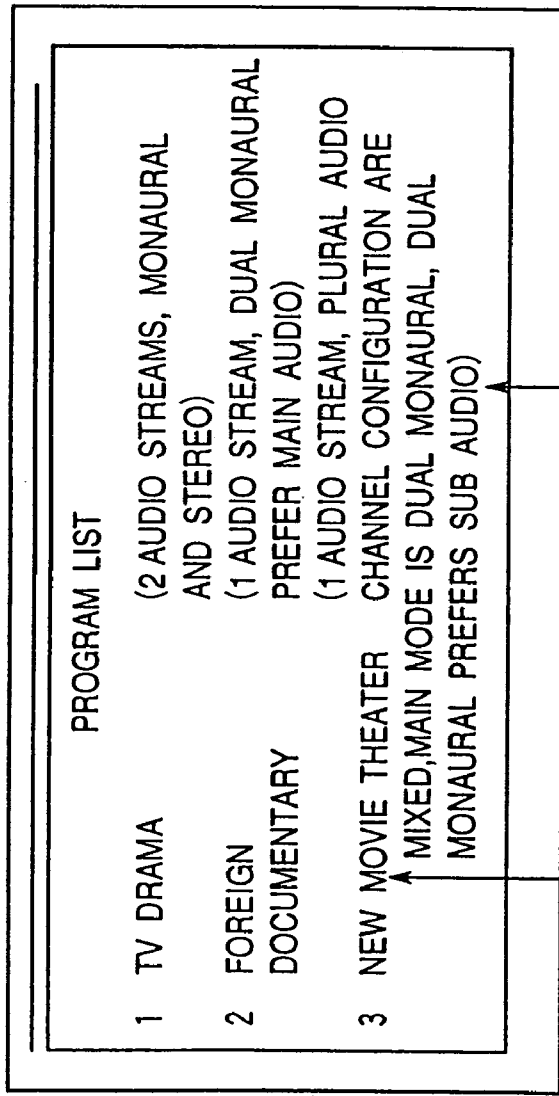 PROGRAM LIST
1 TV DRAMA (2 AUDIO STREAMS, MONAURAL
AND STEREO)
2 FOREIGN (1 AUDIO STREAM, DUAL MONAURAL
DOCUMENTARY PREFER MAIN AUDIO)
(1 AUDIO STREAM, PLURAL AUDIO
3 NEW MOVIE THEATER CHANNEL CONFIGURATION ARE
MIXED,MAIN MODE IS DUAL MONAURAL, DUAL
MONAURAL PREFERS SUB AUDIO)